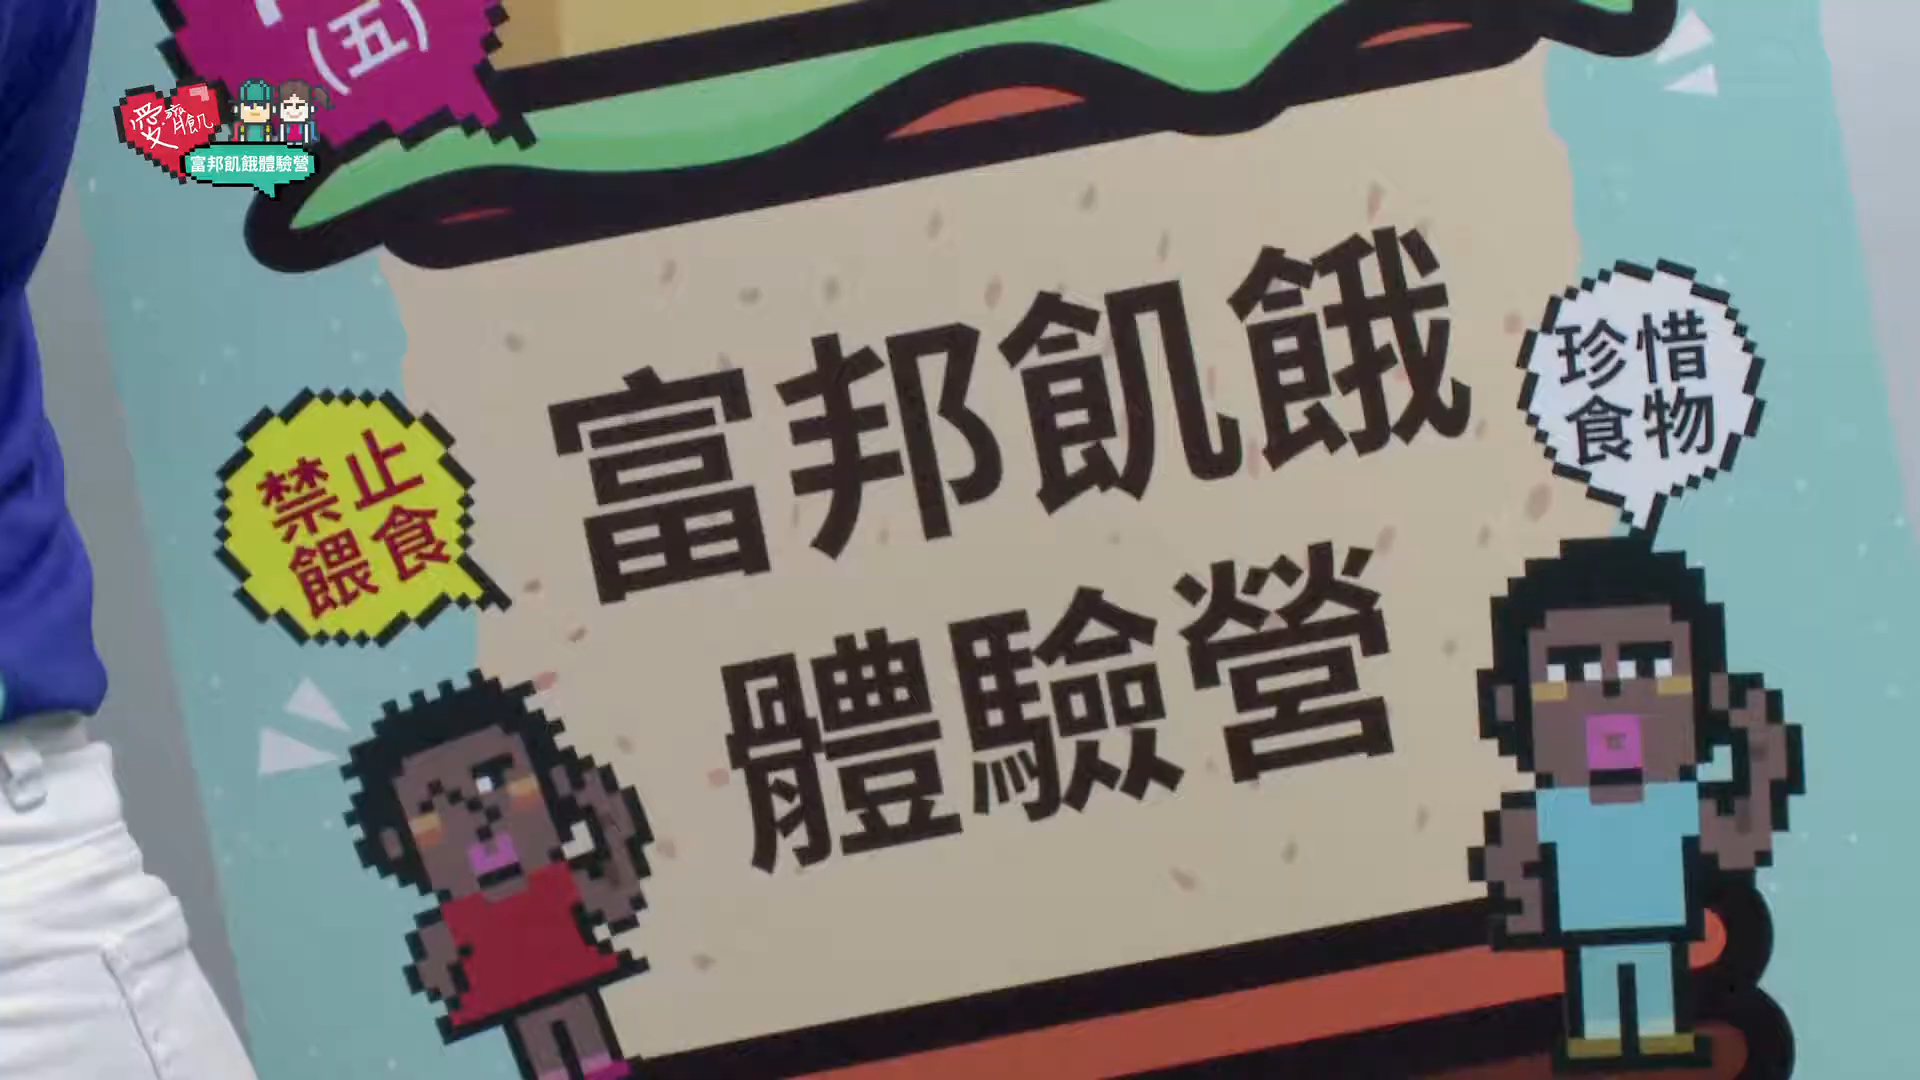 (五)
愛.齊飢
富邦飢餓體驗營
富邦飢餓
體驗營
禁止
餵食
珍惜
食物